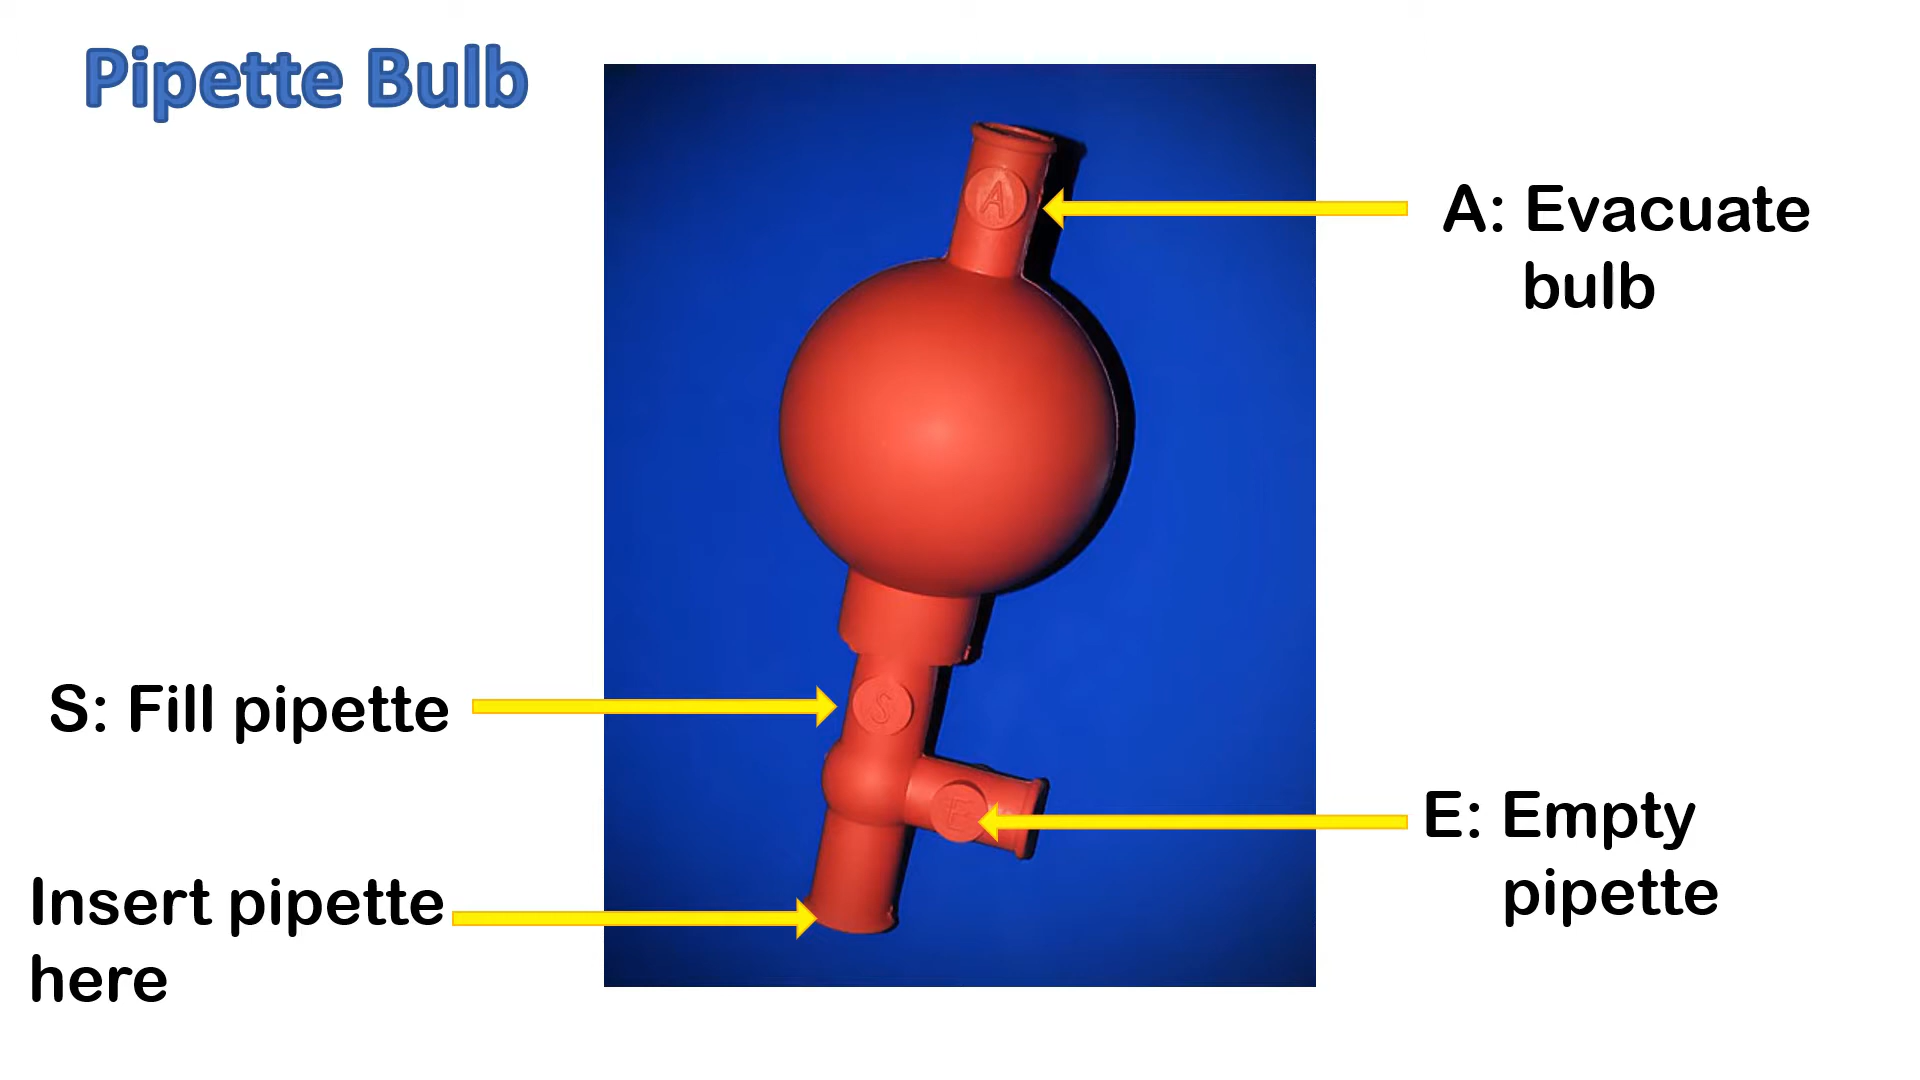 Pipette Bulb
A
A: Evacuate
bulb
S: Fill pipette
S
E
E: Empty
pipette
Insert pipette
here